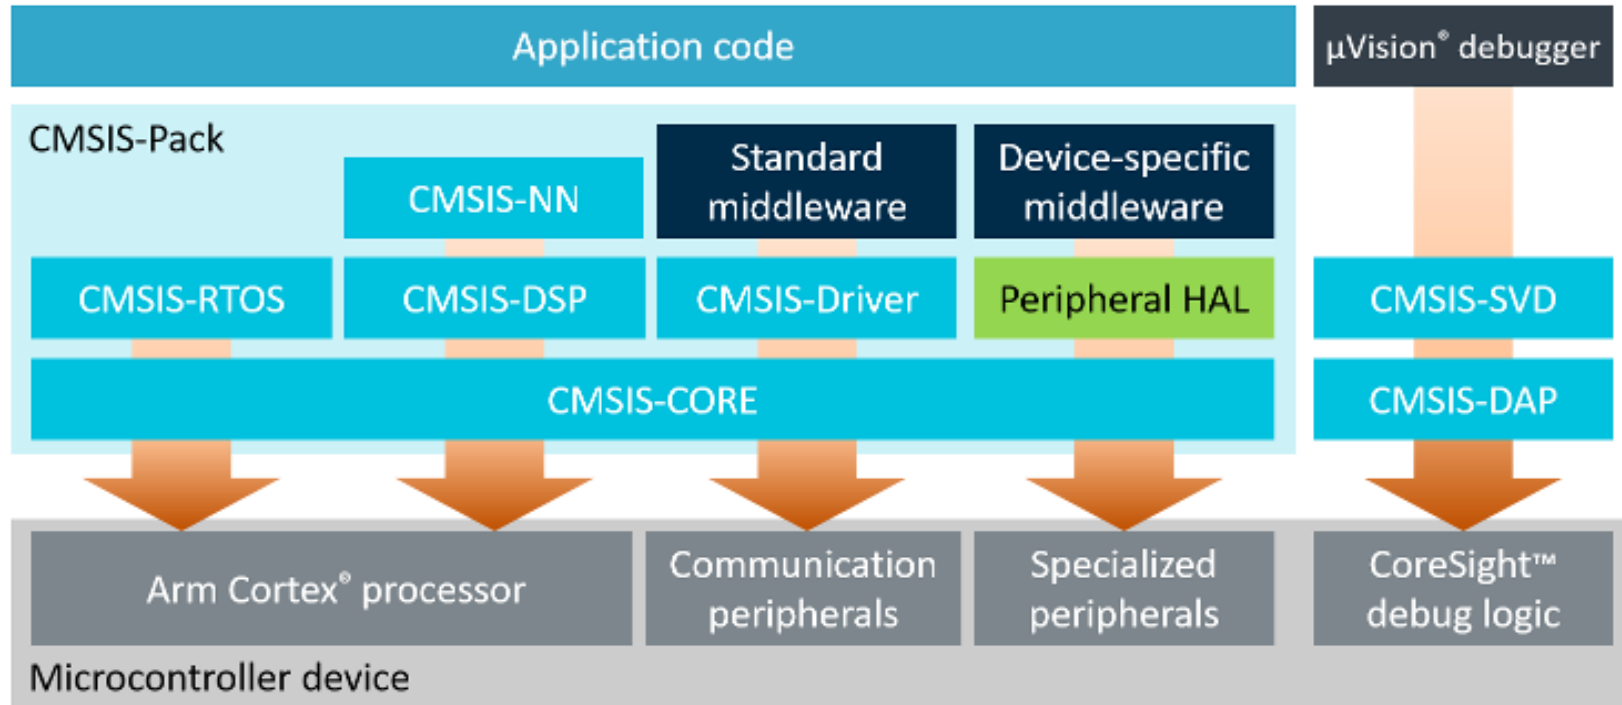 Application code
µVision® debugger
CMSIS-Pack
Standard
middleware
Device-specific
middleware
CMSIS-NN
CMSIS-RTOS
CMSIS-DSP
CMSIS-Driver
Peripheral HAL
CMSIS-SVD
CMSIS-CORE
CMSIS-DAP
Arm Cortex® processor
Communication
peripherals
Specialized
peripherals
CoreSight™
debug logic
Microcontroller device